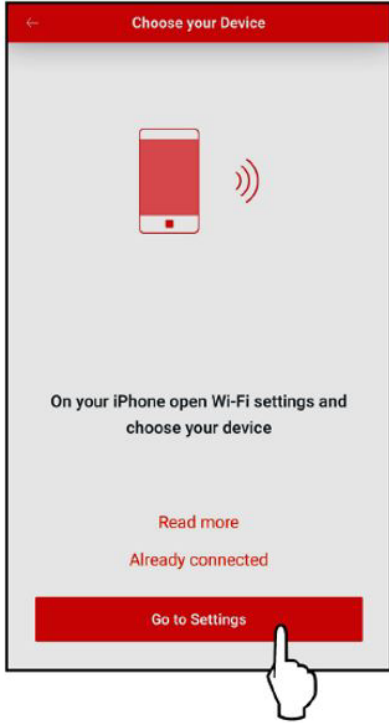 Choose your Device
On your iPhone open Wi-Fi settings and
choose your device
Read more
Already connected
Go to Settings